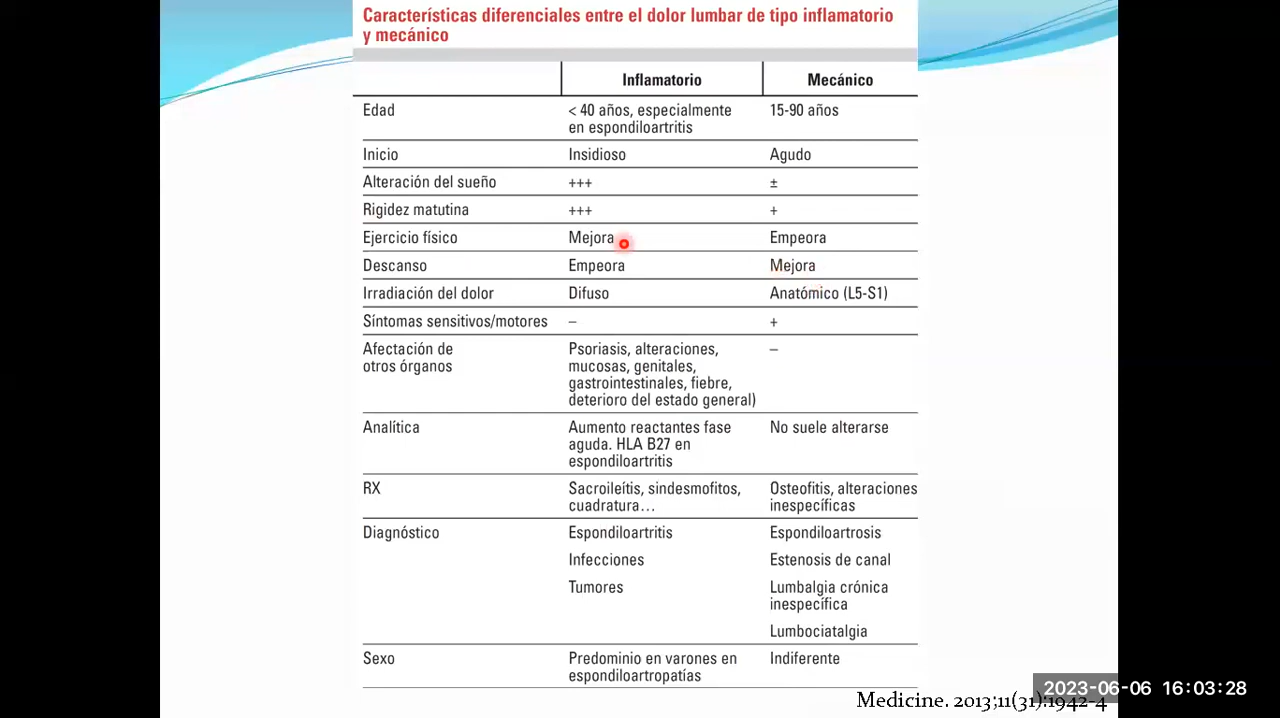 Características diferenciales entre el dolor lumbar de tipo inflamatorio
y mecánico
Inflamatorio Mecánico
Edad < 40 años, especialmente 15-90 años
en espondiloartritis
Inicio Insidioso Agudo
Alteración del sueño +++ ±
Rigidez matutina +++ +
Ejercicio físico Mejora Empeora
Descanso Empeora Mejora
Irradiación del dolor Difuso Anatómico (L5-S1)
Síntomas sensitivos/motores – +
Afectación de Psoriasis, alteraciones, –
otros órganos mucosas, genitales,
gastrointestinales, fiebre,
deterioro del estado general)
Analítica Aumento reactantes fase No suele alterarse
aguda. HLA B27 en
espondiloartritis
RX Sacroileítis, sindesmofitos, Osteofitis, alteraciones
cuadratura… inespecíficas
Diagnóstico Espondiloartritis Espondiloartrosis
Infecciones Estenosis de canal
Tumores Lumbalgia crónica
inespecífica
Lumbociatalgia
Sexo Predominio en varones en Indiferente
espondiloartropatías
Medicine. 2013;11(31):1942-4
2023-06-06 16:03:28